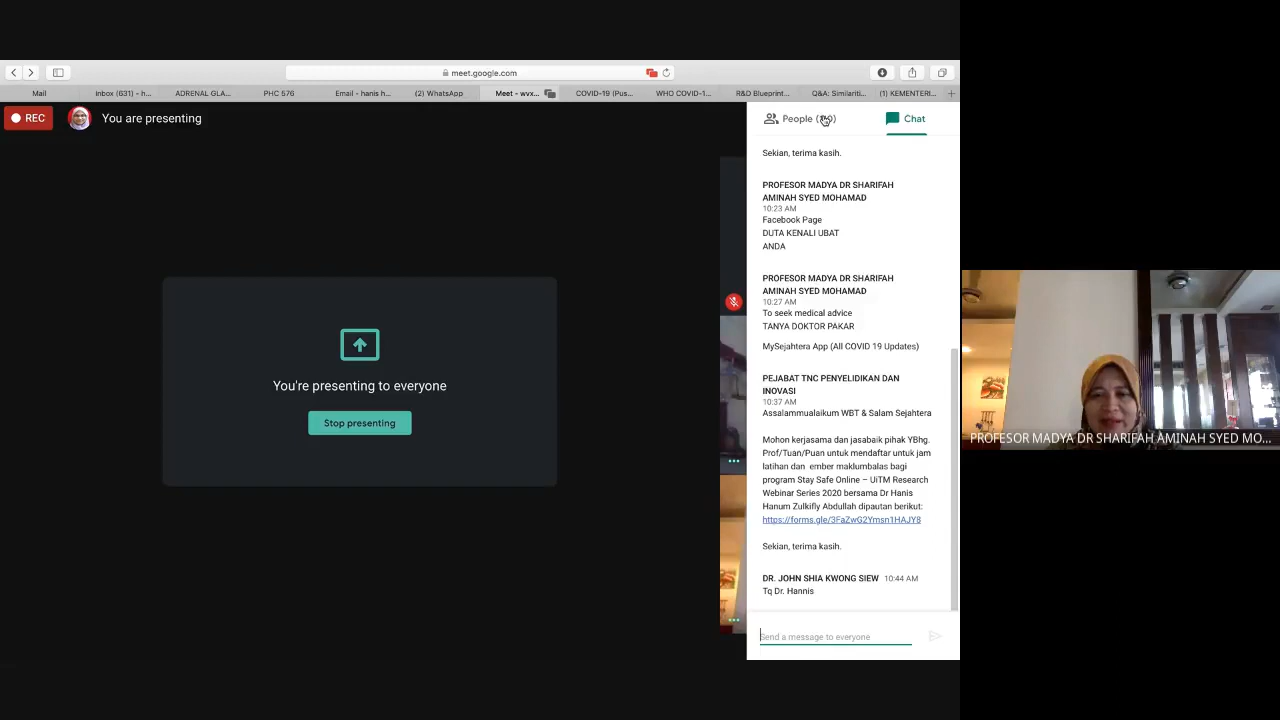 meet.google.com
Mail
inbox (631) – h...
ADRENAL GLA...
PHC 576
Email – hanis h...
(2) WhatsApp
Meet – wvx...
COVID-19 (Pus...
WHO COVID-1...
R&D Blueprint...
Q&A: Similariti...
(1) KEMENTERI...
REC
You are presenting
People
Chat
Sekian, terima kasih.
PROFESOR MADYA DR SHARIFAH
AMINAH SYED MOHAMAD
10:23 AM
Facebook Page
DUTA KENALI UBAT
ANDA
PROFESOR MADYA DR SHARIFAH
AMINAH SYED MOHAMAD
10:27 AM
To seek medical advice
TANYA DOKTOR PAKAR
MySejahtera App (All COVID 19 Updates)
PEJABAT TNC PENYELIDIKAN DAN
INOVASI
10:37 AM
Assalammualaikum WBT & Salam Sejahtera
Mohon kerjasama dan jasabaik pihak YBhg.
Prof/Tuan/Puan untuk mendaftar untuk jam
latihan dan ember maklumbalas bagi
program Stay Safe Online – UiTM Research
Webinar Series 2020 bersama Dr Hanis
Hanum Zulkifly Abdullah dipautan berikut:
https://forms.gle/3FaZwG2Ymsn1HAJY8
Sekian, terima kasih.
DR. JOHN SHIA KWONG SIEW 10:44 AM
Tq Dr. Hannis
Send a message to everyone
You're presenting to everyone
Stop presenting
PROFESOR MADYA DR SHARIFAH AMINAH SYED MO...